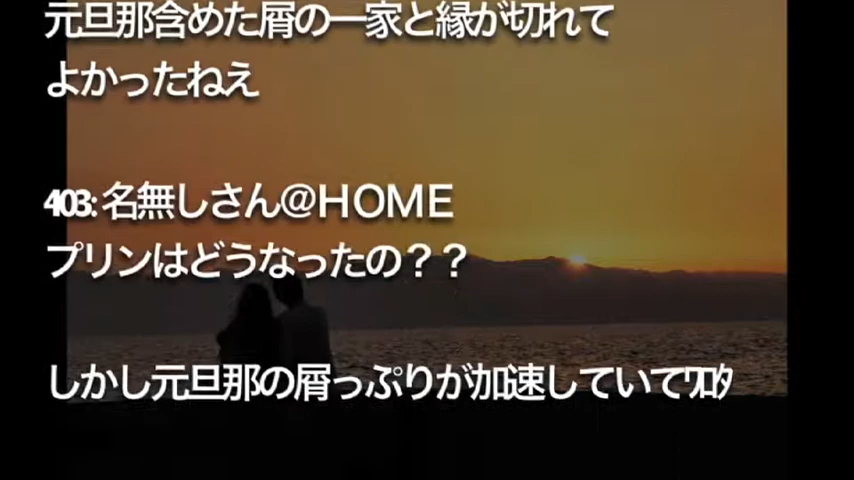 元旦那含めた屑の一家と縁が切れて
よかったねえ
403: 名無しさん@HOME
プリンはどうなったの？？
しかし元旦那の屑っぷりが加速していてﾜﾛﾀ